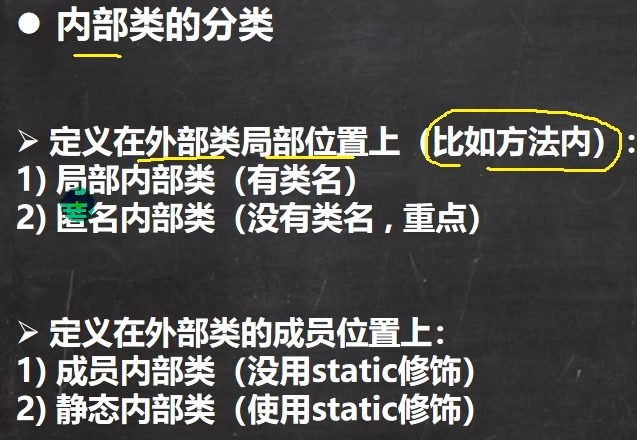 ● 内部类的分类
➢ 定义在外部类局部位置上（比如方法内）：
1) 局部内部类（有类名）
2) 匿名内部类（没有类名，重点）
➢ 定义在外部类的成员位置上：
1) 成员内部类（没用static修饰）
2) 静态内部类（使用static修饰）